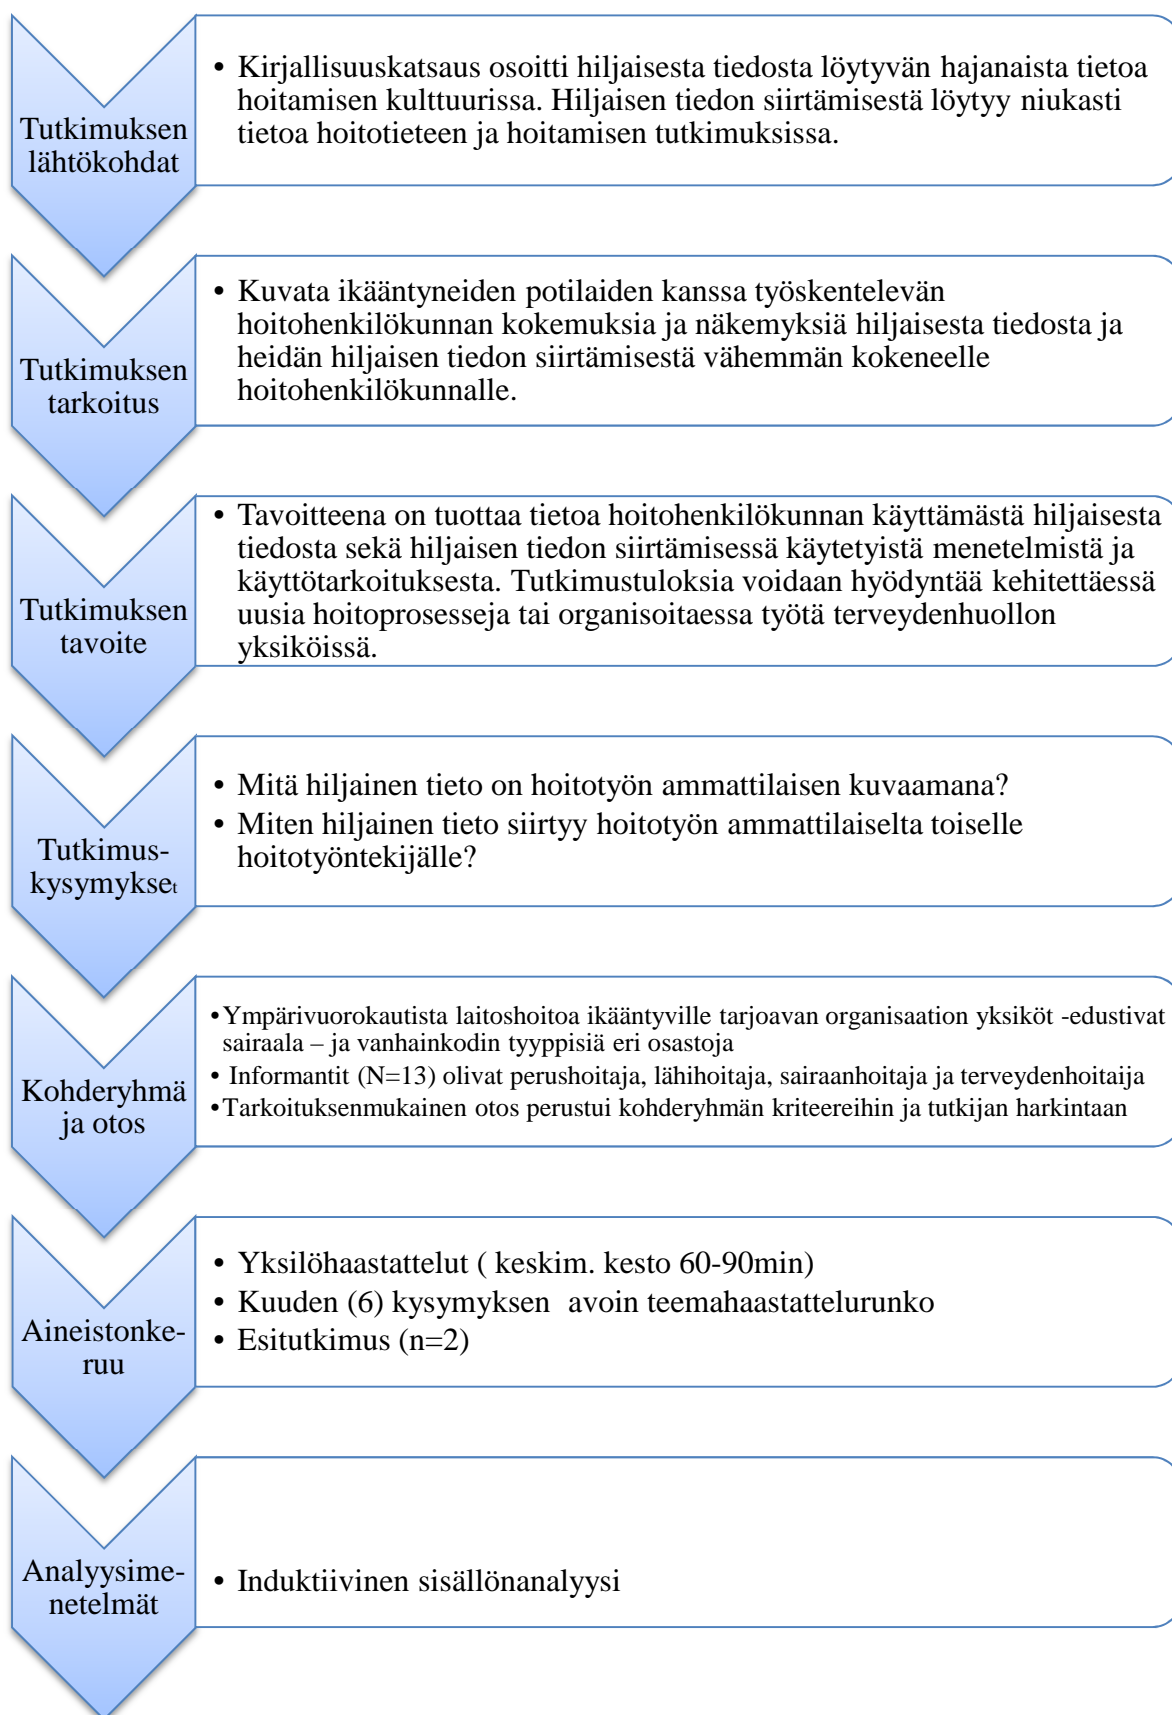 Tutkimuksen
lähtökohdat
• Kirjallisuuskatsaus osoitti hiljaisesta tiedosta löytyvän hajanaista tietoa
hoitamisen kulttuurissa. Hiljaisen tiedon siirtämisestä löytyy niukasti
tietoa hoitotieteen ja hoitamisen tutkimuksissa.
Tutkimuksen
tarkoitus
• Kuvata ikääntyneiden potilaiden kanssa työskentelevän
hoitohenkilökunnan kokemuksia ja näkemyksiä hiljaisesta tiedosta ja
heidän hiljaisen tiedon siirtämisestä vähemmän kokeneelle
hoitohenkilökunnalle.
Tutkimuksen
tavoite
• Tavoitteena on tuottaa tietoa hoitohenkilökunnan käyttämästä hiljaisesta
tiedosta sekä hiljaisen tiedon siirtämisessä käytetyistä menetelmistä ja
käyttötarkoituksesta. Tutkimustuloksia voidaan hyödyntää kehitettäessä
uusia hoitoprosesseja tai organisoitaessa työtä terveydenhuollon
yksiköissä.
Tutkimus-
kysymykset
• Mitä hiljainen tieto on hoitotyön ammattilaisen kuvaamana?
• Miten hiljainen tieto siirtyy hoitotyön ammattilaiselta toiselle
hoitotyöntekijälle?
Kohderyhmä
ja otos
• Ympärivuorokautista laitoshoitoa ikääntyville tarjoavan organisaation yksiköt -edustivat
sairaala – ja vanhainkodin tyyppisiä eri osastoja
• Informantit (N=13) olivat perushoitaja, lähihoitaja, sairaanhoitaja ja terveydenhoitaija
• Tarkoituksenmukainen otos perustui kohderyhmän kriteereihin ja tutkijan harkintaan
Aineistonke-
ruu
• Yksilöhaastattelut ( keskim. kesto 60-90min)
• Kuuden (6) kysymyksen avoin teemahaastattelurunko
• Esitutkimus (n=2)
Analyysime-
netelmät
• Induktiivinen sisällönanalyysi